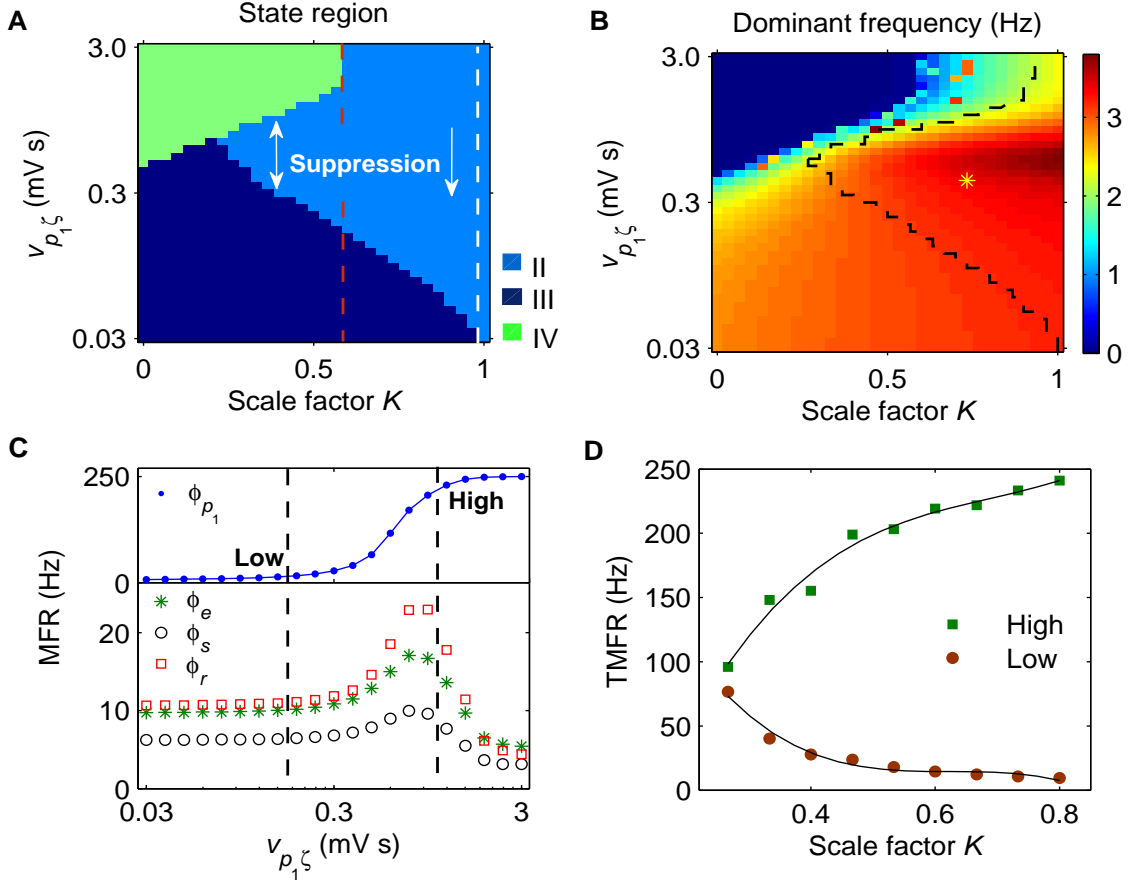 A
State region
3.0
0.3
0.03
v_{p_1ζ} (mV s)
Suppression
II
III
IV
0
0.5
1
Scale factor K
B
Dominant frequency (Hz)
3.0
0.3
0.03
v_{p_1ζ} (mV s)
0
0.5
1
Scale factor K
3
2
1
0
C
250
0
ϕ_{p_1}
Low
High
MFR (Hz)
20
10
0
ϕ_e
ϕ_s
ϕ_r
0.03
0.3
3
v_{p_1ζ} (mV s)
D
250
200
150
100
50
0
TMFR (Hz)
High
Low
0.4
0.6
0.8
Scale factor K